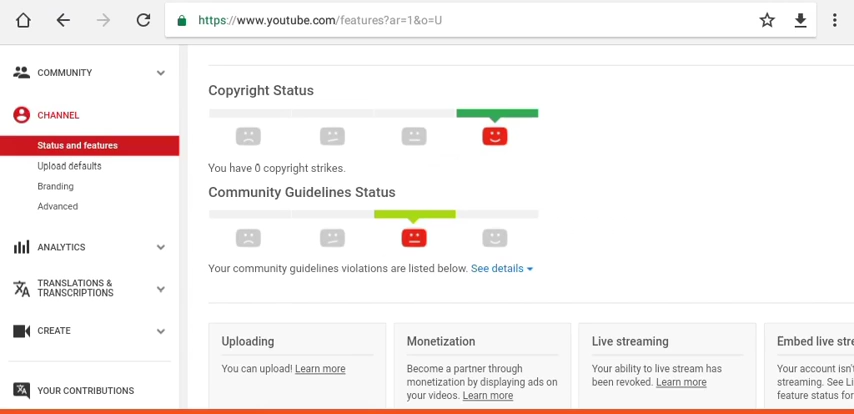 https://www.youtube.com/features?ar=1&o=U
COMMUNITY
CHANNEL
Status and features
Upload defaults
Branding
Advanced
ANALYTICS
TRANSLATIONS &
TRANSCRIPTIONS
CREATE
YOUR CONTRIBUTIONS
Copyright Status
You have 0 copyright strikes.
Community Guidelines Status
Your community guidelines violations are listed below. See details
Uploading
You can upload! Learn more
Monetization
Become a partner through
monetization by displaying ads on
your videos. Learn more
Live streaming
Your ability to live stream has
been revoked. Learn more
Embed live stre
Your account isn'
streaming. See Li
feature status for